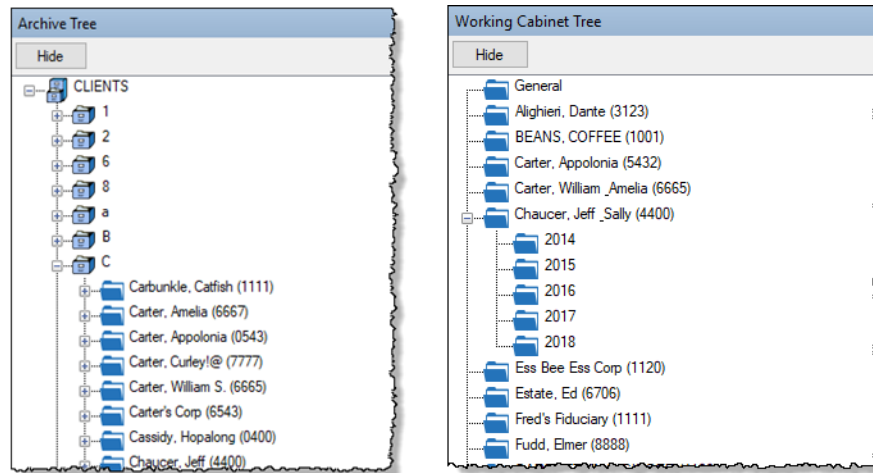 Archive Tree
Hide
CLIENTS
1
2
6
8
a
B
C
Carbunkle, Catfish (1111)
Carter, Amelia (6667)
Carter, Appolonia (0543)
Carter, Curley!@ (7777)
Carter, William S. (6665)
Carter's Corp (6543)
Cassidy, Hopalong (0400)
Chaucer, Jeff (4400)
Working Cabinet Tree
Hide
General
Alighieri, Dante (3123)
BEANS, COFFEE (1001)
Carter, Appolonia (5432)
Carter, William _Amelia (6665)
Chaucer, Jeff _Sally (4400)
2014
2015
2016
2017
2018
Ess Bee Ess Corp (1120)
Estate, Ed (6706)
Fred's Fiduciary (1111)
Fudd, Elmer (8888)